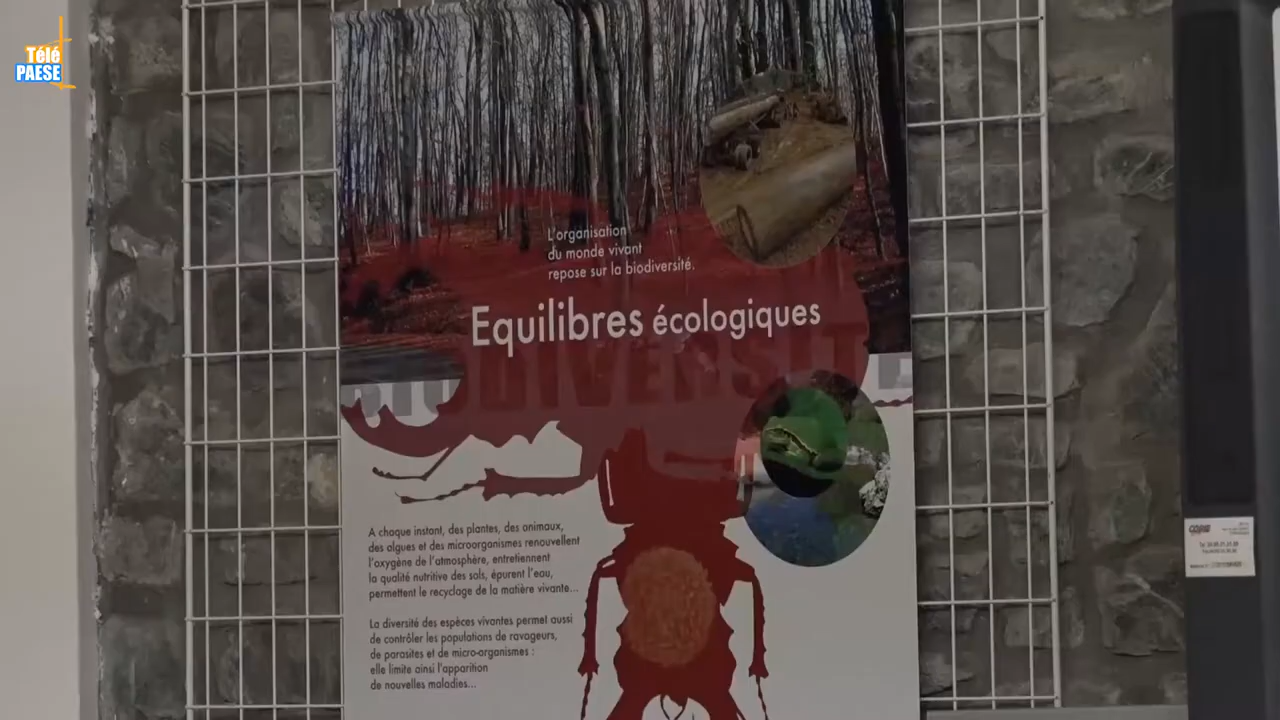 Télé
PAESE
L'organisation
du monde vivant
repose sur la biodiversité.
Equilibres écologiques
BIODIVERSITÉ
A chaque instant, des plantes, des animaux,
des algues et des microorganismes renouvellent
l'oxygène de l'atmosphère, entretiennent
la qualité nutritive des sols, épurent l'eau,
permettent le recyclage de la matière vivante...
La diversité des espèces vivantes permet aussi
de contrôler les populations de ravageurs,
de parasites et de micro-organismes :
elle limite ainsi l'apparition
de nouvelles maladies...